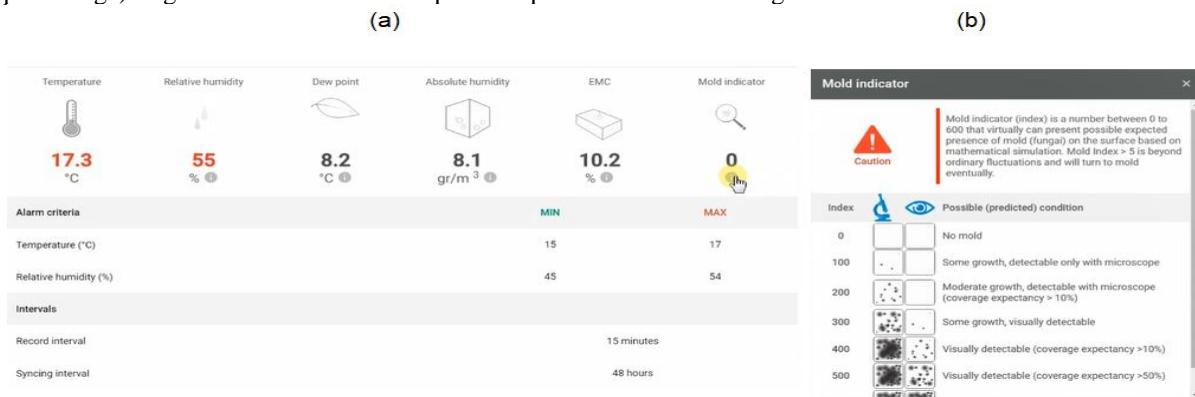 (a)
(b)
Temperature Relative humidity Dew point Absolute humidity EMC Mold indicator
17.3 55 8.2 8.1 10.2 0
°C % °C gr/m 3 %
Alarm criteria MIN MAX
Temperature (°C) 15 17
Relative humidity (%) 45 54
Intervals
Record interval 15 minutes
Syncing interval 48 hours
Mold indicator ×
Caution
Mold indicator (index) is a number between 0 to
600 that virtually can present possible expected
presence of mold (fungai) on the surface based on
mathematical simulation. Mold Index > 5 is beyond
ordinary fluctuations and will turn to mold
eventually.
Index Possible (predicted) condition
0 No mold
100 Some growth, detectable only with microscope
200 Moderate growth, detectable with microscope
(coverage expectancy > 10%)
300 Some growth, visually detectable
400 Visually detectable (coverage expectancy >10%)
500 Visually detectable (coverage expectancy >50%)